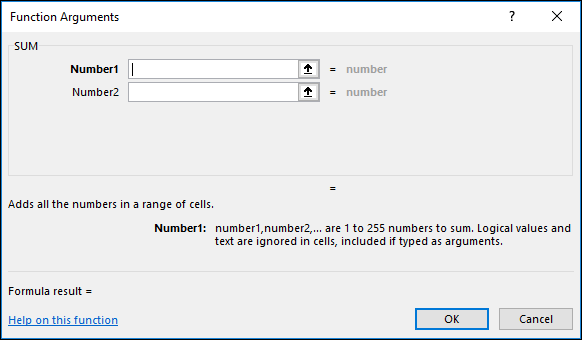 Function Arguments ?
SUM
Number1 = number
Number2 = number
=
Adds all the numbers in a range of cells.
Number1: number1,number2,... are 1 to 255 numbers to sum. Logical values and
text are ignored in cells, included if typed as arguments.
Formula result =
Help on this function OK Cancel